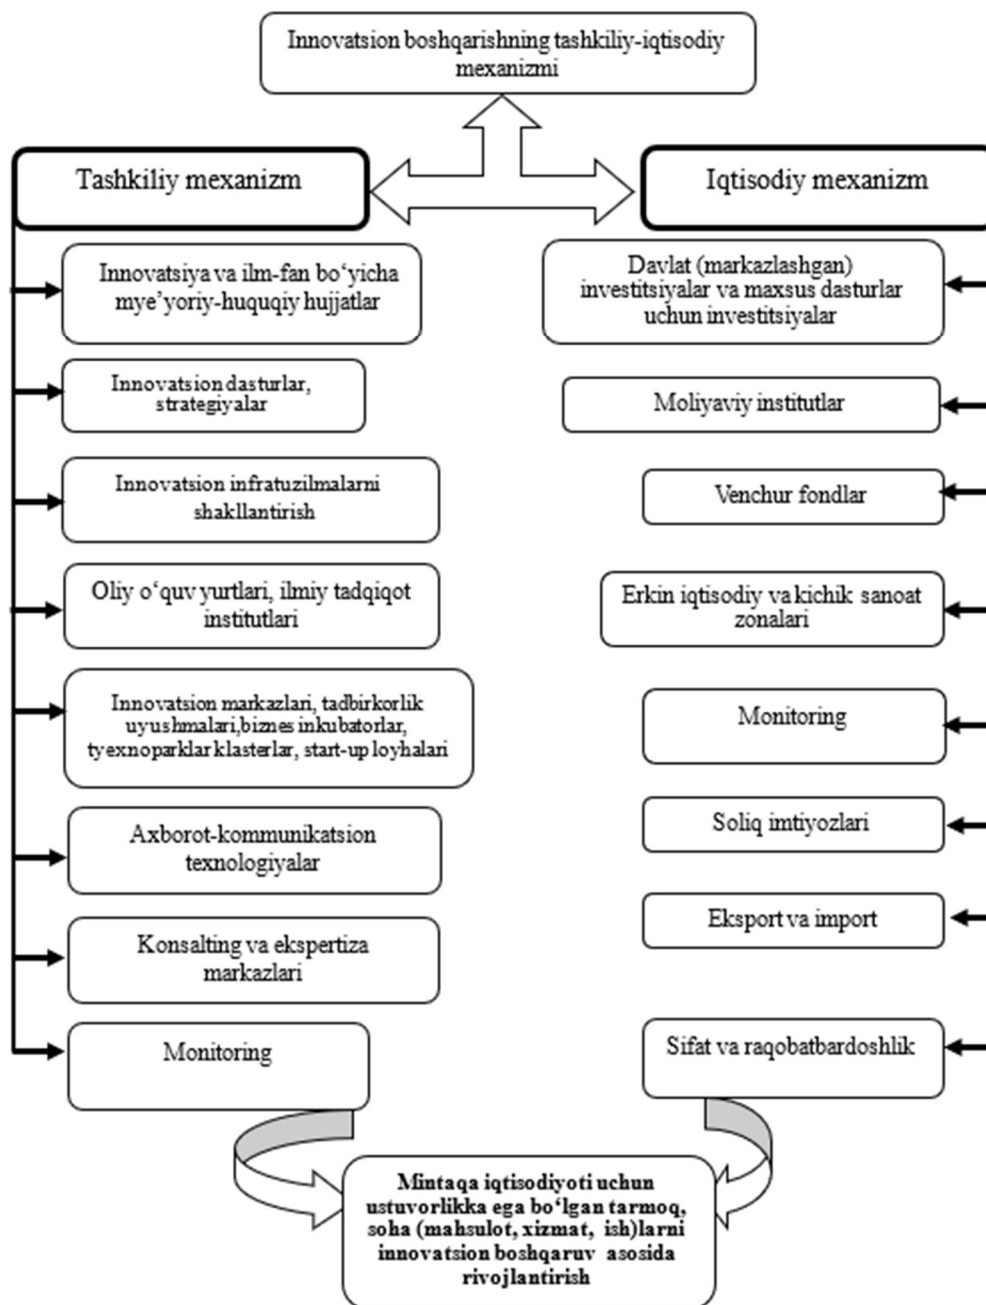 Innovatsion boshqarishning tashkiliy-iqtisodiy
mexanizmi
Tashkiliy mexanizm
Iqtisodiy mexanizm
Innovatsiya va ilm-fan bo‘yicha
mye’yoriy-huquqiy hujjatlar
Innovatsion dasturlar,
strategiyalar
Innovatsion infratuzilmalarni
shakllantirish
Oliy o‘quv yurtlari, ilmiy tadqiqot
institutlari
Innovatsion markazlari, tadbirkorlik
uyushmalari,biznes inkubatorlar,
tyexnoparklar klasterlar, start-up loyhalari
Axborot-kommunikatsion
texnologiyalar
Konsalting va ekspertiza
markazlari
Monitoring
Davlat (markazlashgan)
investitsiyalar va maxsus dasturlar
uchun investitsiyalar
Moliyaviy institutlar
Venchur fondlar
Erkin iqtisodiy va kichik sanoat
zonalari
Monitoring
Soliq imtiyozlari
Eksport va import
Sifat va raqobatbardoshlik
Mintaqa iqtisodiyoti uchun
ustuvorlikka ega bo‘lgan tarmoq,
soha (mahsulot, xizmat, ish)larni
innovatsion boshqaruv asosida
rivojlantirish